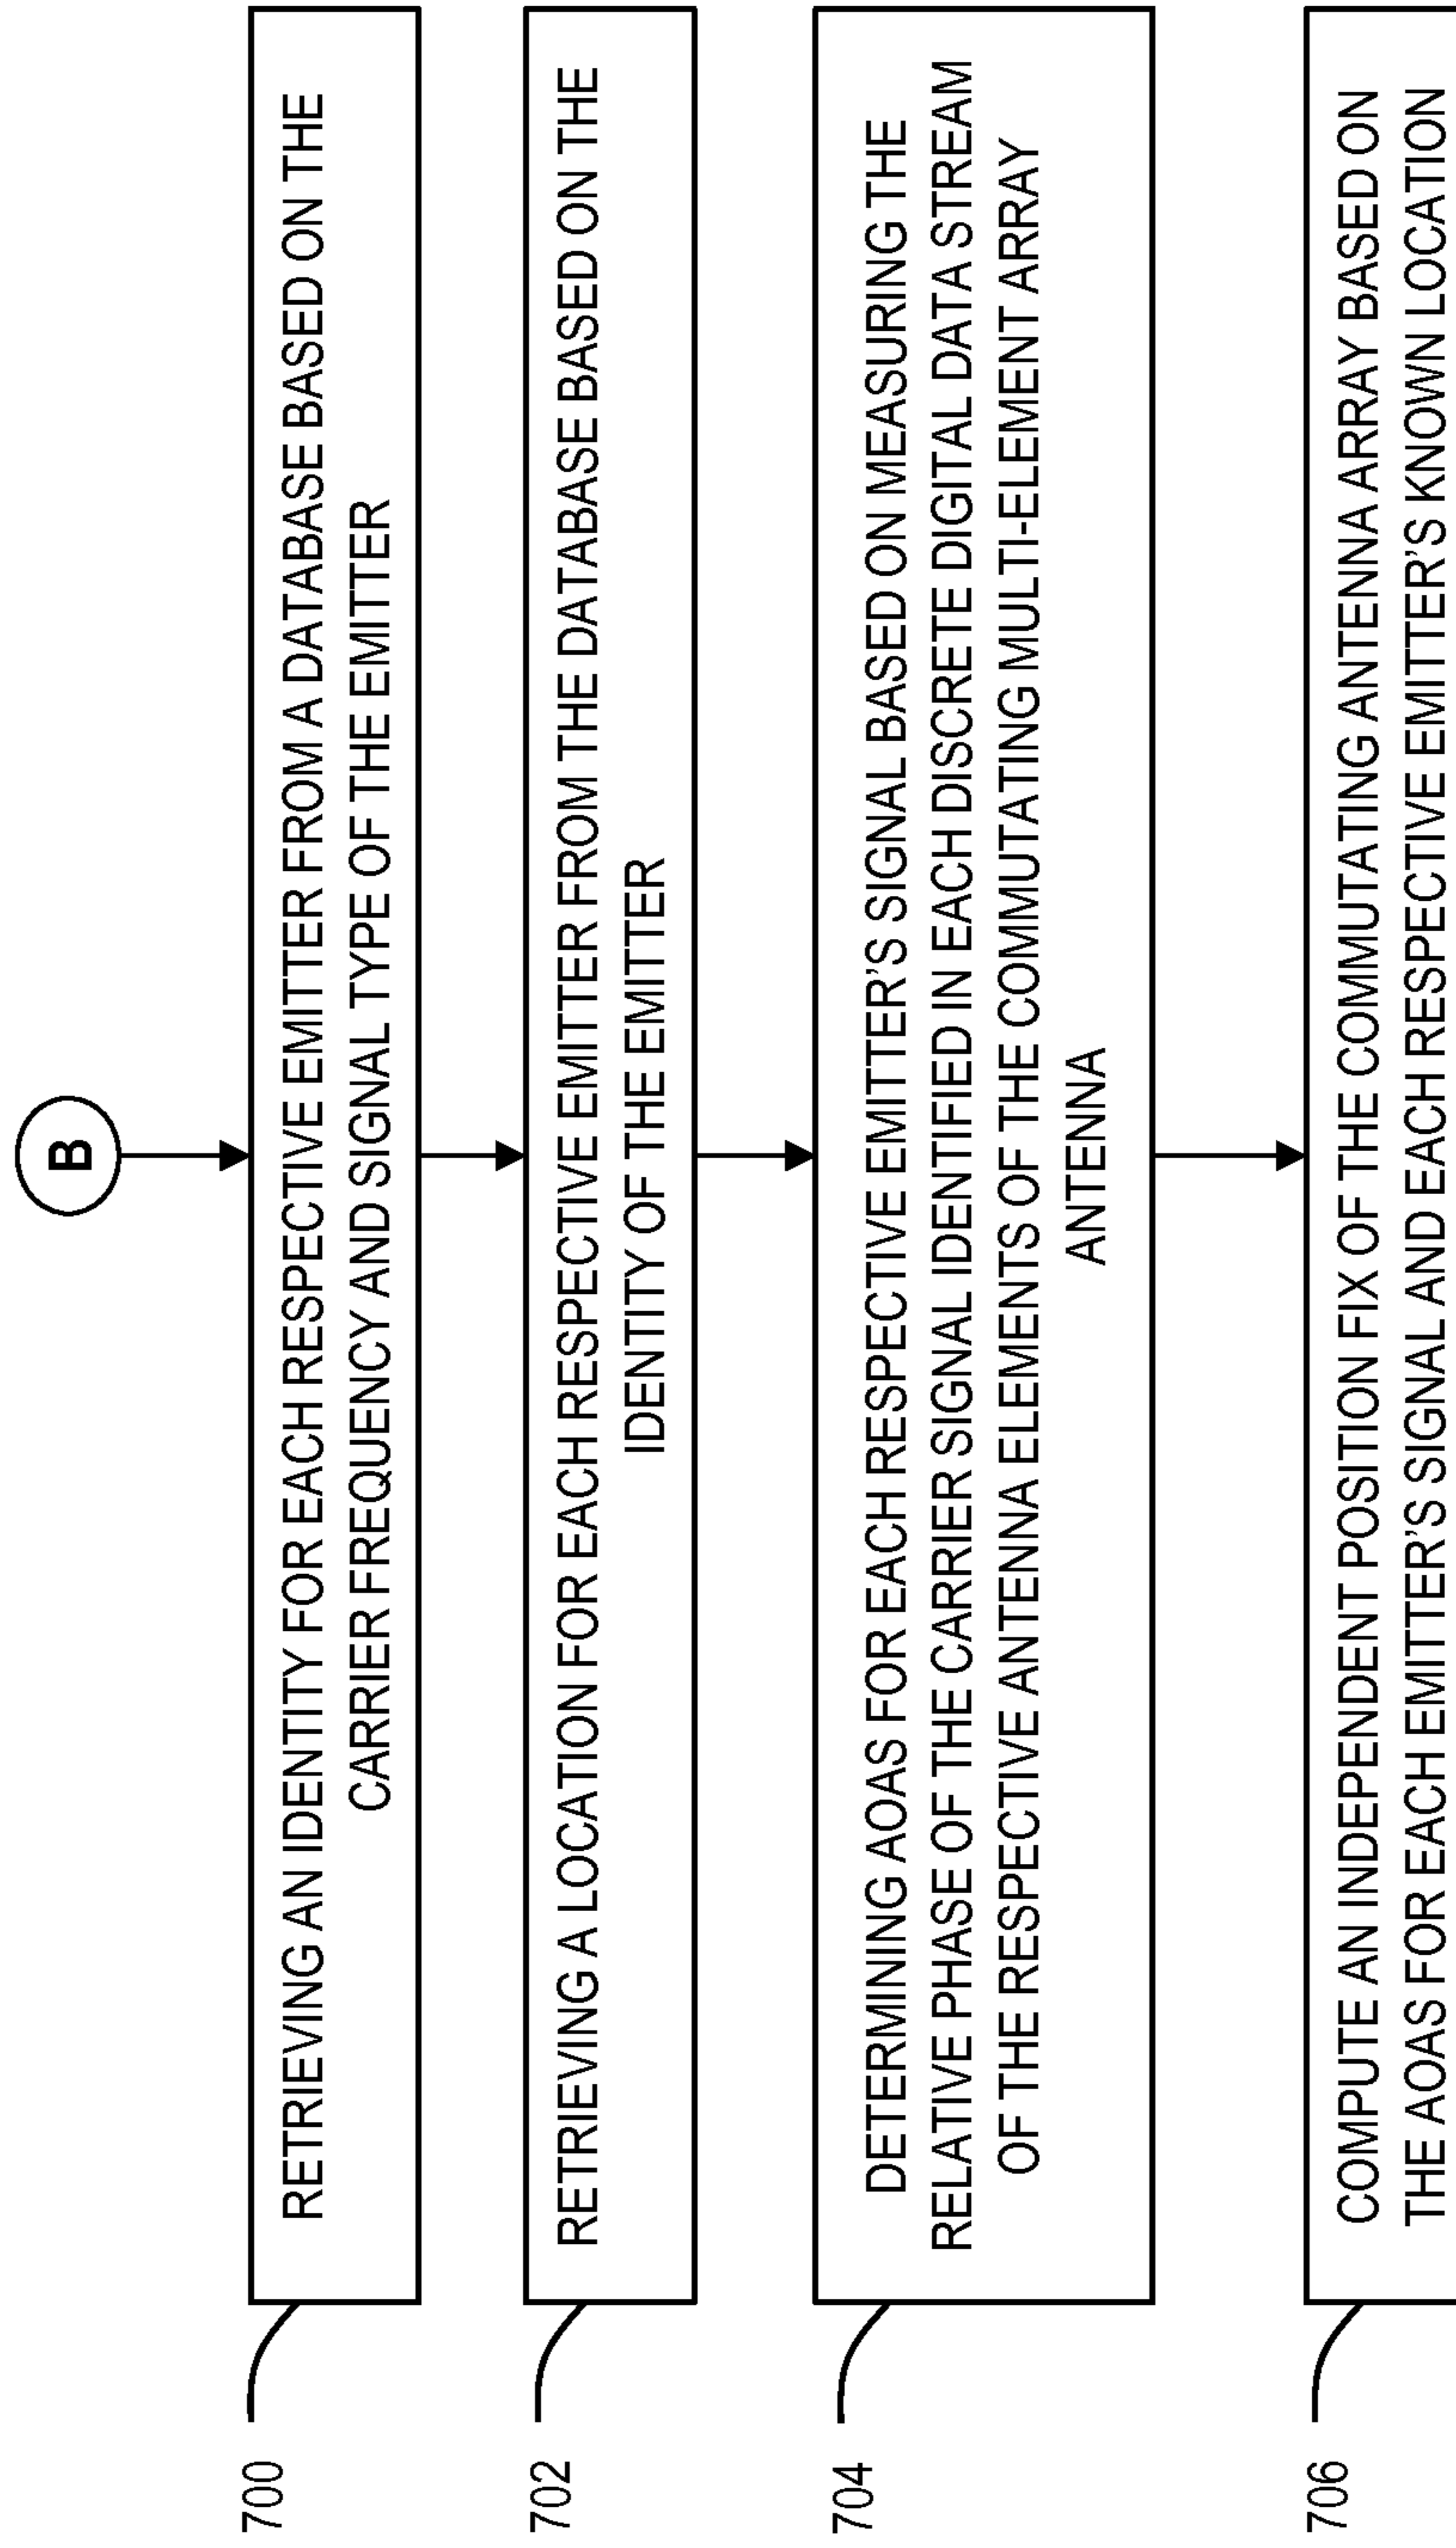 B
700
RETRIEVING AN IDENTITY FOR EACH RESPECTIVE EMITTER FROM A DATABASE BASED ON THE
CARRIER FREQUENCY AND SIGNAL TYPE OF THE EMITTER
702
RETRIEVING A LOCATION FOR EACH RESPECTIVE EMITTER FROM THE DATABASE BASED ON THE
IDENTITY OF THE EMITTER
704
DETERMINING AOAS FOR EACH RESPECTIVE EMITTER'S SIGNAL BASED ON MEASURING THE
RELATIVE PHASE OF THE CARRIER SIGNAL IDENTIFIED IN EACH DISCRETE DIGITAL DATA STREAM
OF THE RESPECTIVE ANTENNA ELEMENTS OF THE COMMUTATING MULTI-ELEMENT ARRAY
ANTENNA
706
COMPUTE AN INDEPENDENT POSITION FIX OF THE COMMUTATING ANTENNA ARRAY BASED ON
THE AOAS FOR EACH EMITTER'S SIGNAL AND EACH RESPECTIVE EMITTER'S KNOWN LOCATION